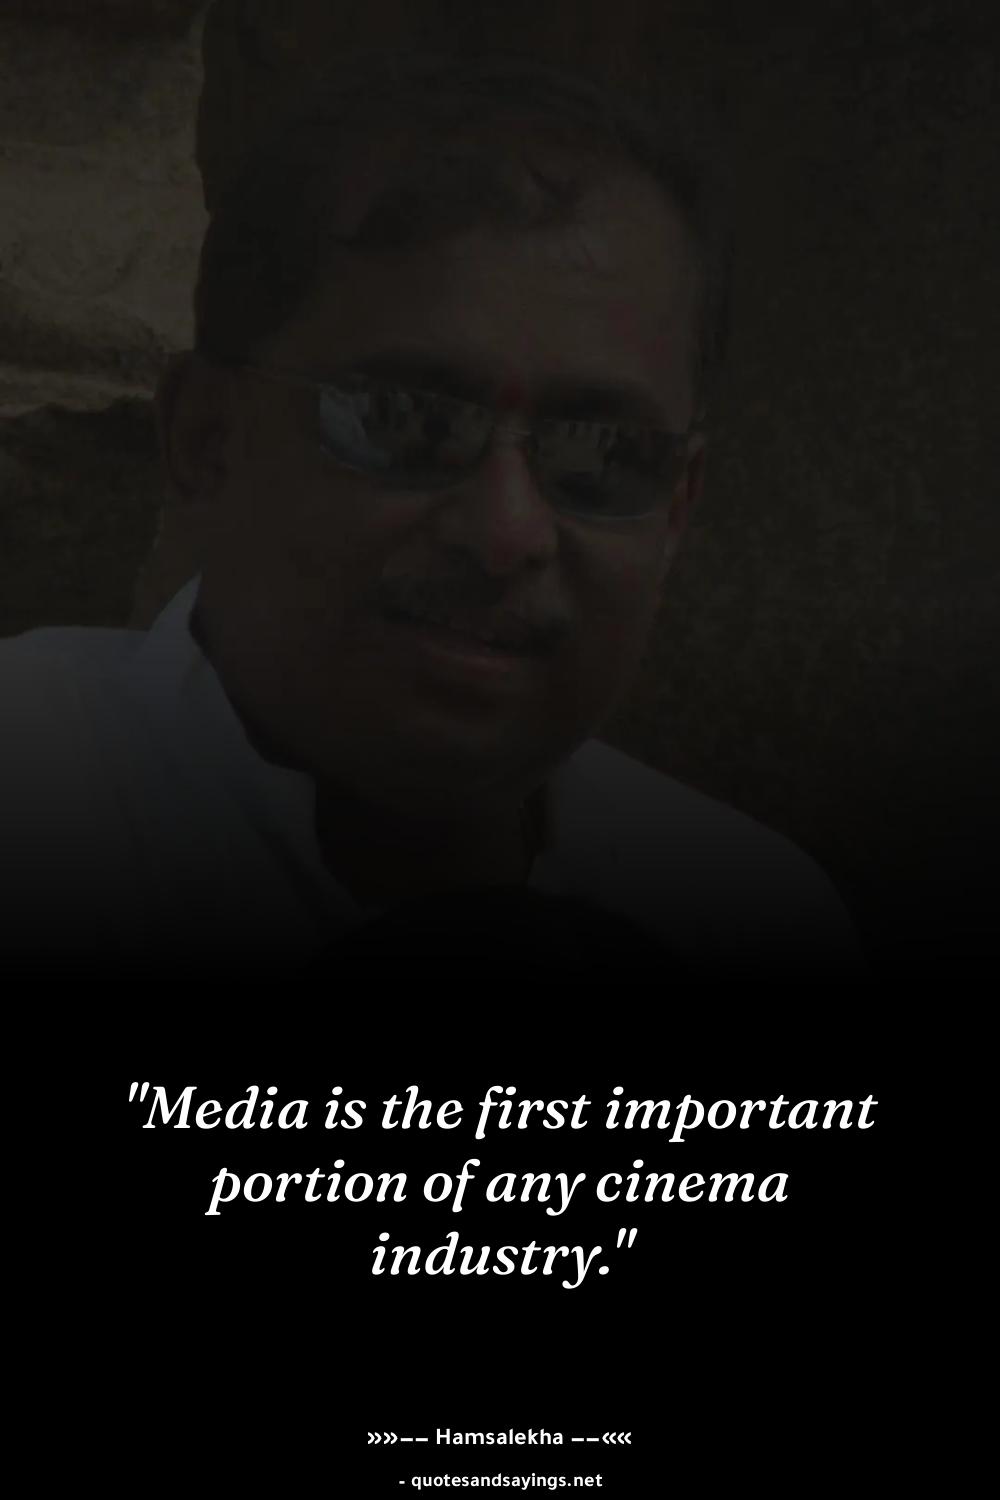 "Media is the first important
portion of any cinema
industry."
»»–– Hamsalekha ––««
- quotesandsayings.net